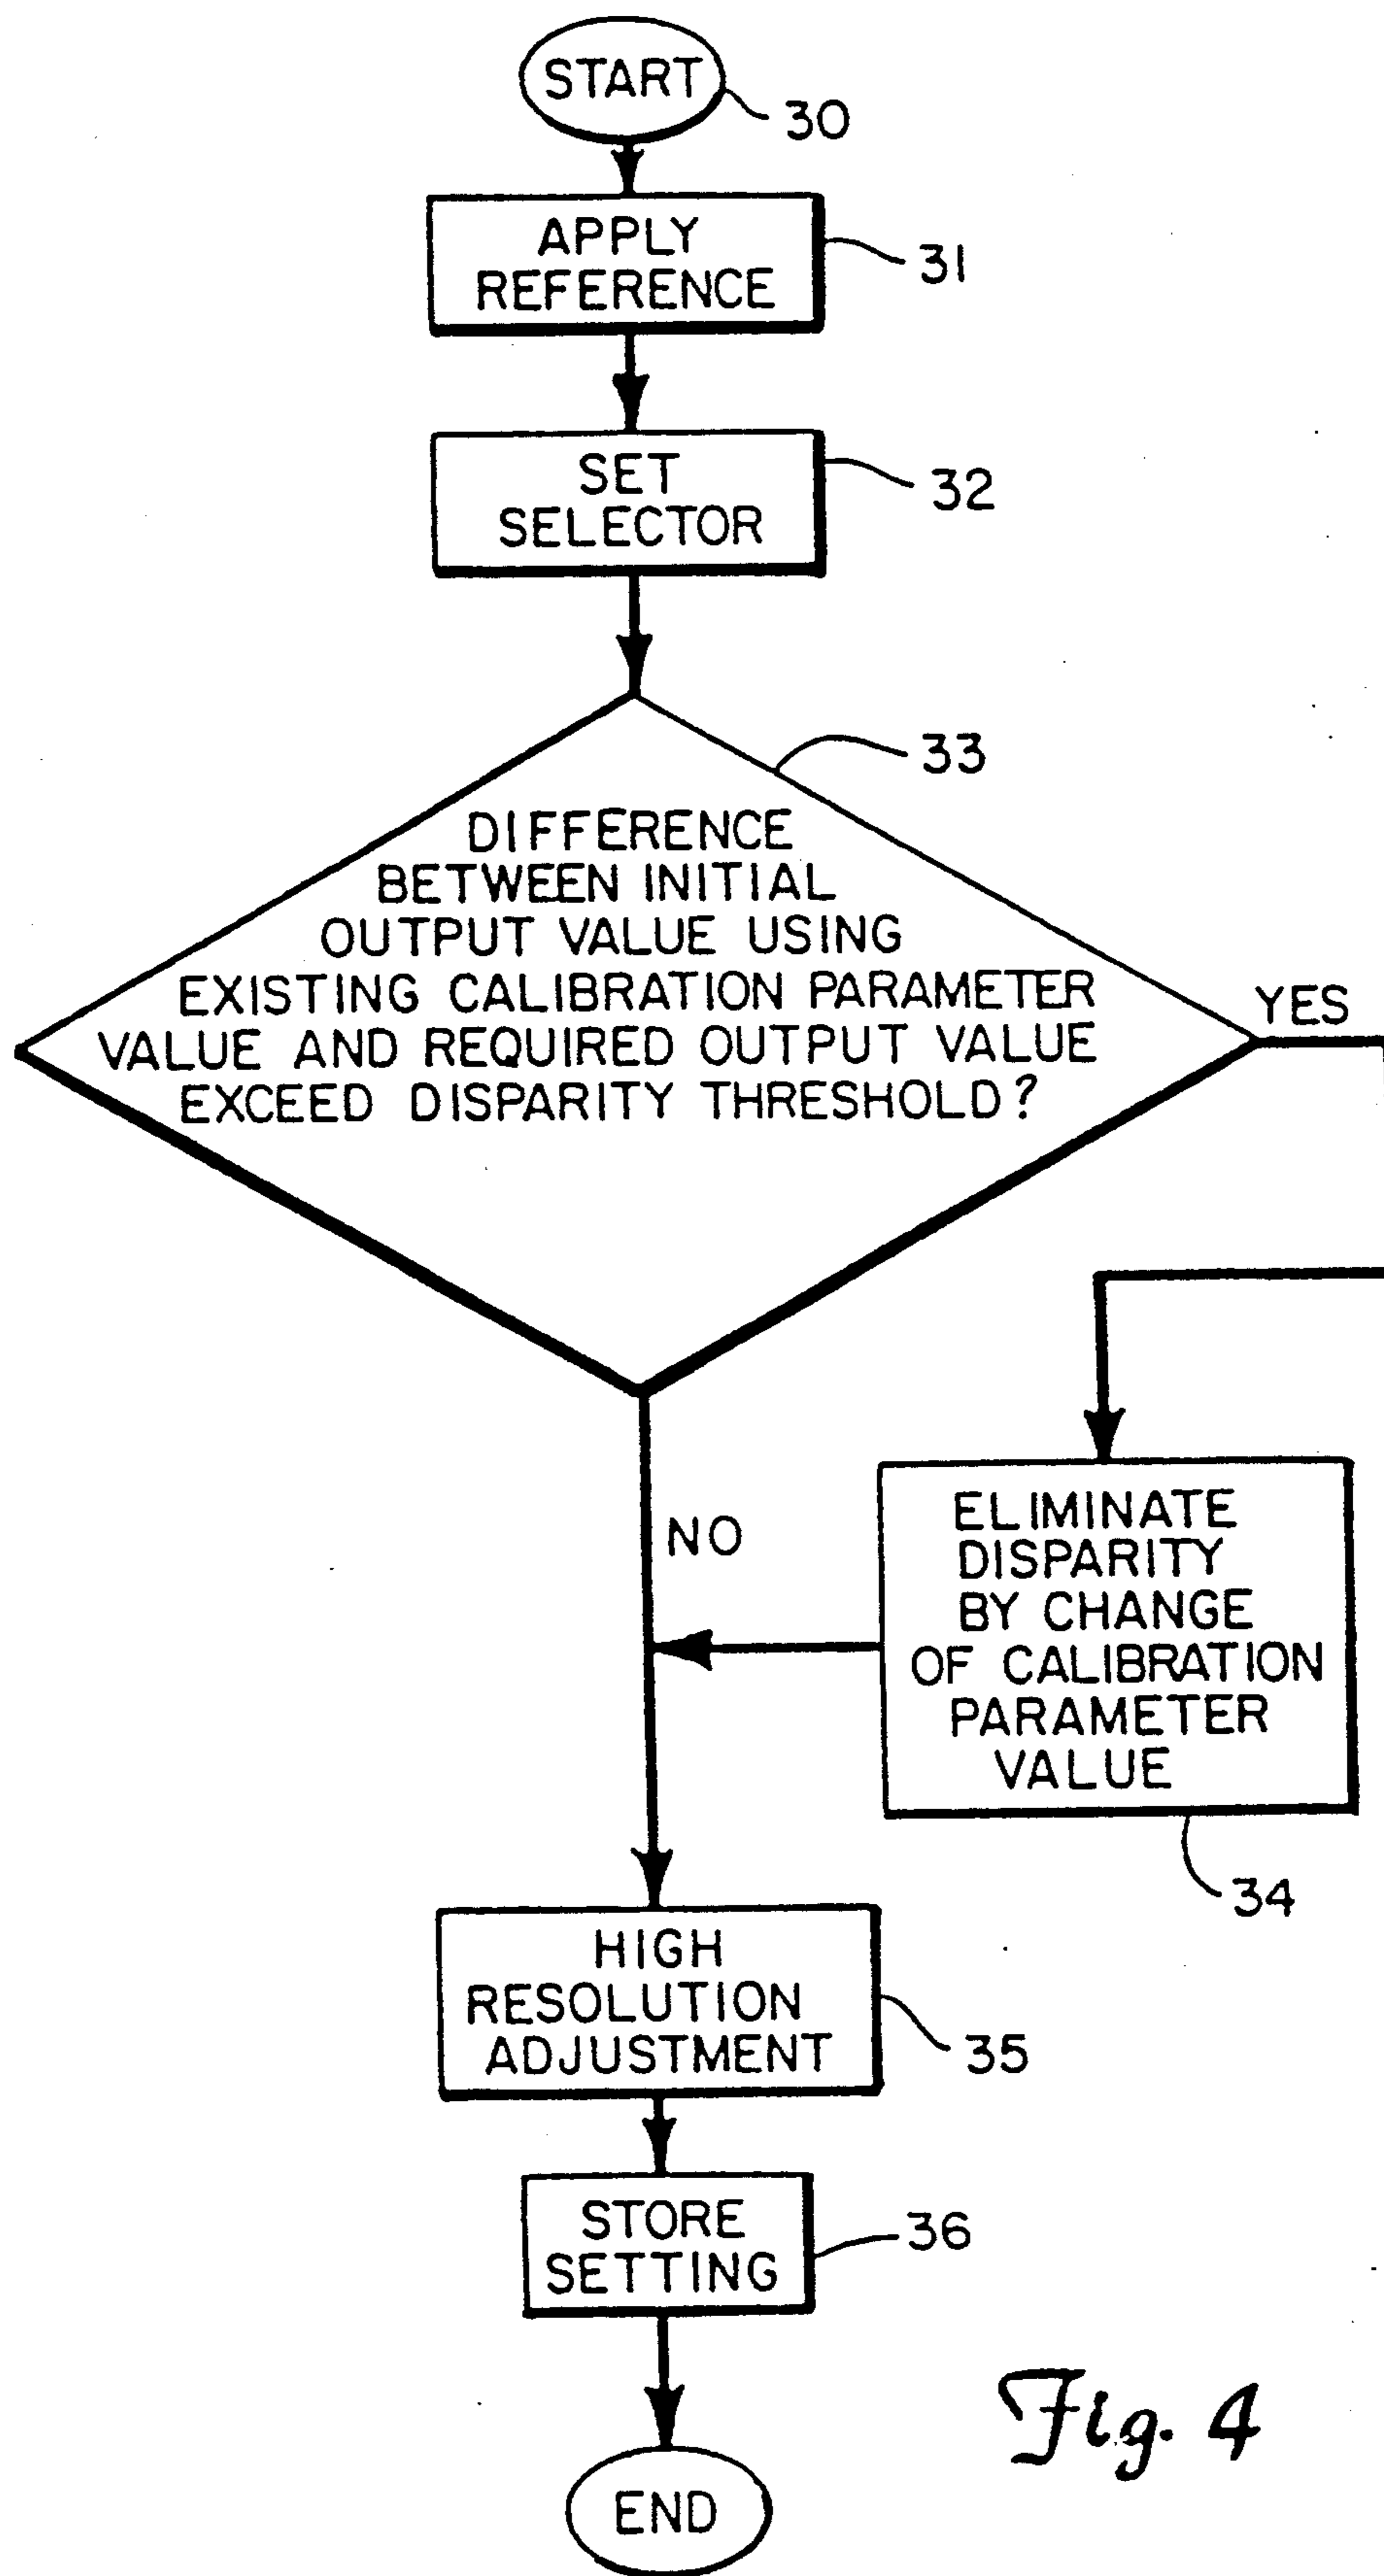 START
30
APPLY
REFERENCE
31
SET
SELECTOR
32
33
DIFFERENCE
BETWEEN INITIAL
OUTPUT VALUE USING
EXISTING CALIBRATION PARAMETER
VALUE AND REQUIRED OUTPUT VALUE
EXCEED DISPARITY THRESHOLD?
YES
NO
ELIMINATE
DISPARITY
BY CHANGE
OF CALIBRATION
PARAMETER
VALUE
34
HIGH
RESOLUTION
ADJUSTMENT
35
STORE
SETTING
36
END
Fig. 4